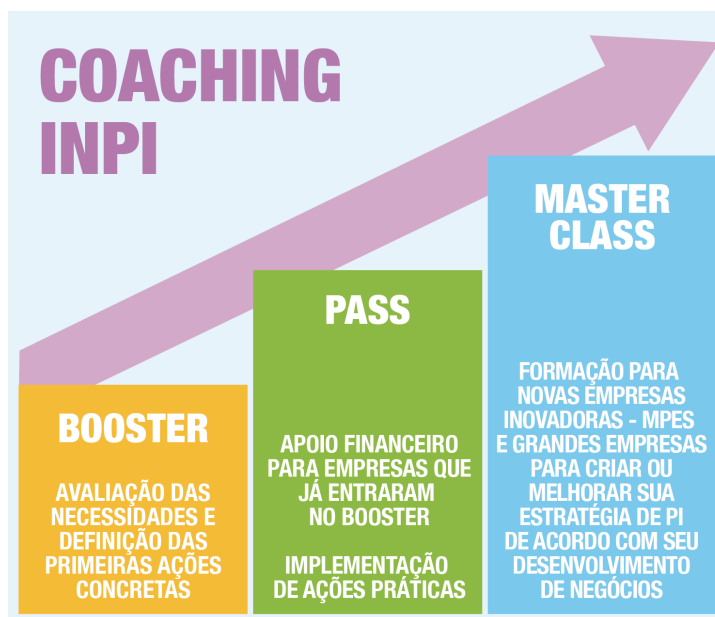 COACHING
INPI
BOOSTER
AVALIAÇÃO DAS
NECESSIDADES E
DEFINIÇÃO DAS
PRIMEIRAS AÇÕES
CONCRETAS
PASS
APOIO FINANCEIRO
PARA EMPRESAS QUE
JÁ ENTRARAM
NO BOOSTER
IMPLEMENTAÇÃO
DE AÇÕES PRÁTICAS
MASTER
CLASS
FORMAÇÃO PARA
NOVAS EMPRESAS
INOVADORAS - MPES
E GRANDES EMPRESAS
PARA CRIAR OU
MELHORAR SUA
ESTRATÉGIA DE PI
DE ACORDO COM SEU
DESENVOLVIMENTO
DE NEGÓCIOS